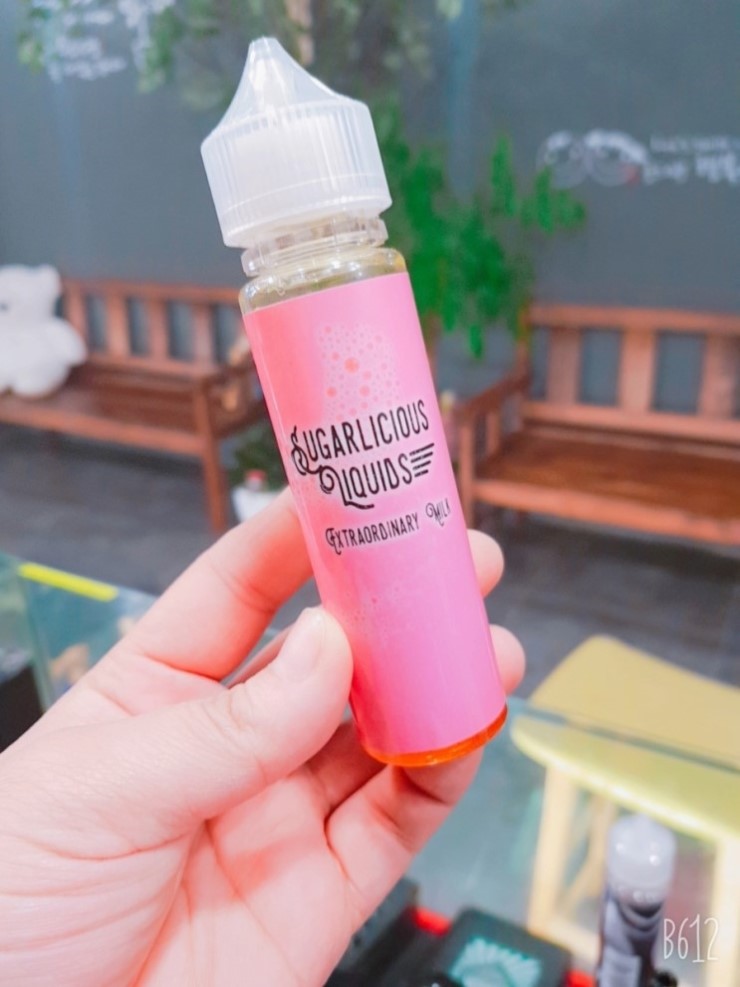 SUGARLICIOUS
LIQUIDS
EXTRAORDINARY MILK
B612